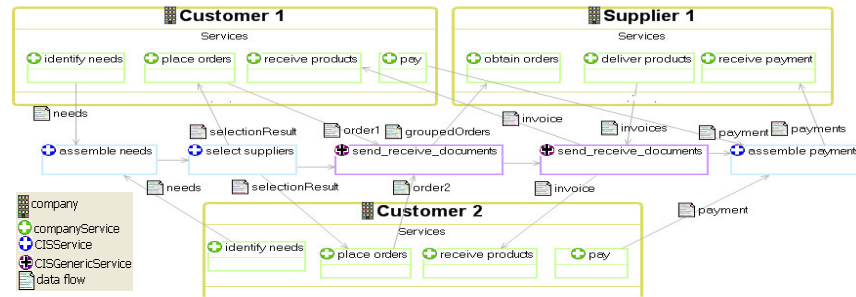 Customer 1
Supplier 1
Services
Services
identify needs
place orders
receive products
pay
obtain orders
deliver products
receive payment
needs
selectionResult
order1
groupedOrders
invoice
invoices
payment
payments
assemble needs
select suppliers
send_receive_documents
send_receive_documents
assemble payments
needs
selectionResult
order2
invoice
payment
company
companyService
CISService
CISGenericService
data flow
Customer 2
Services
identify needs
place orders
receive products
pay